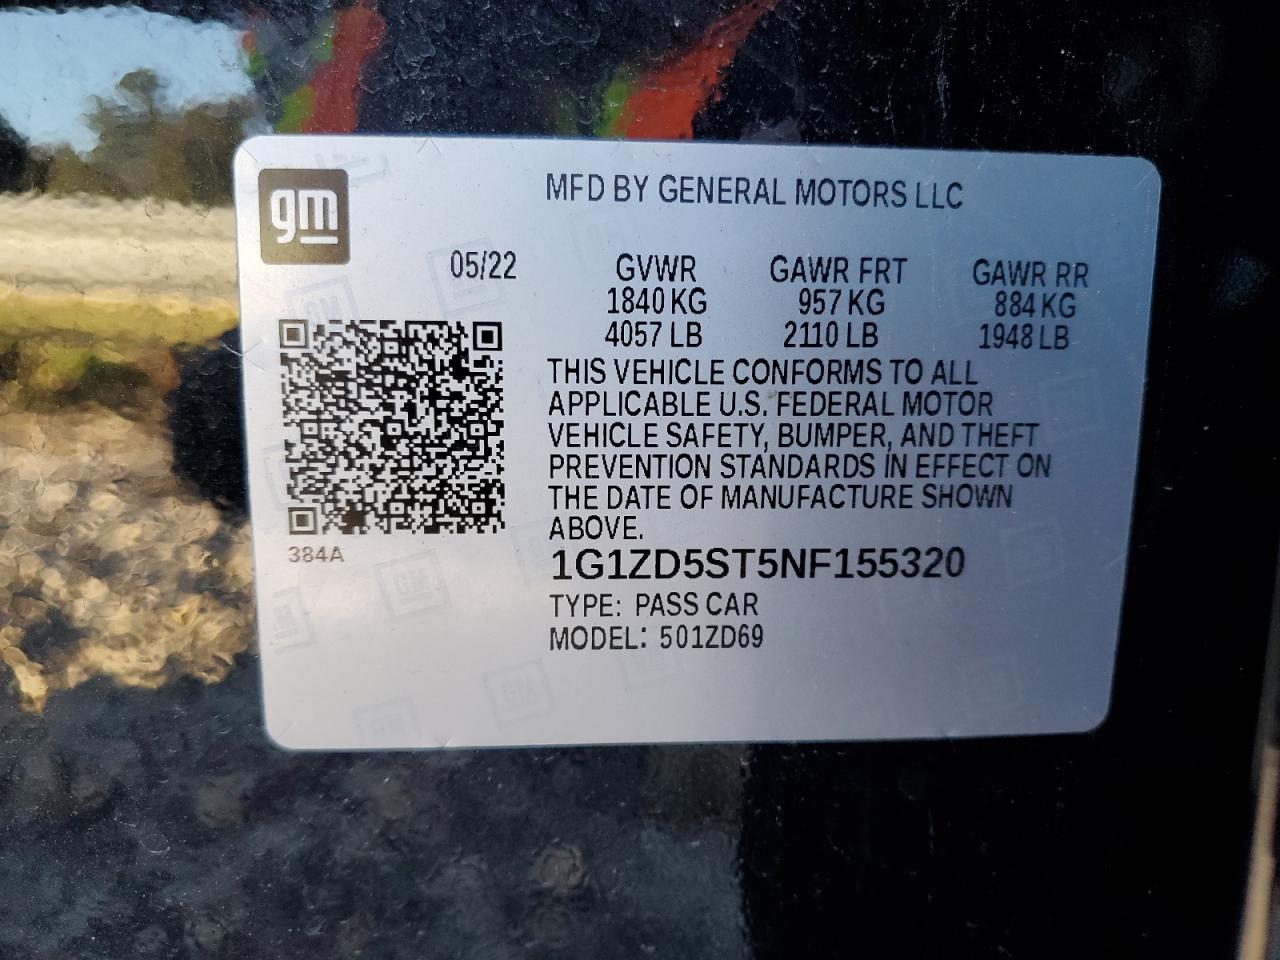 gm
MFD BY GENERAL MOTORS LLC
05/22 GVWR GAWR FRT GAWR RR
1840 KG 957 KG 884 KG
4057 LB 2110 LB 1948 LB
THIS VEHICLE CONFORMS TO ALL
APPLICABLE U.S. FEDERAL MOTOR
VEHICLE SAFETY, BUMPER, AND THEFT
PREVENTION STANDARDS IN EFFECT ON
THE DATE OF MANUFACTURE SHOWN
ABOVE.
384A
1G1ZD5ST5NF155320
TYPE: PASS CAR
MODEL: 501ZD69